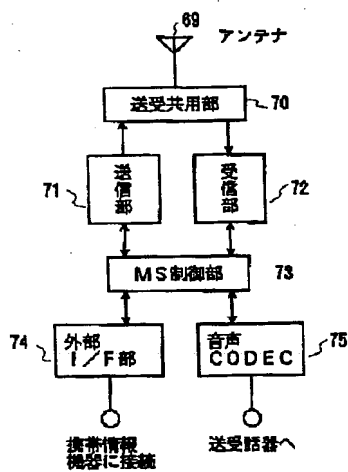 69
アンテナ
送受共用部
70
71
送信部
受信部
72
MS制御部
73
74
外部
I/F部
音声
CODEC
75
携帯情報
機器に接続
送受話器へ